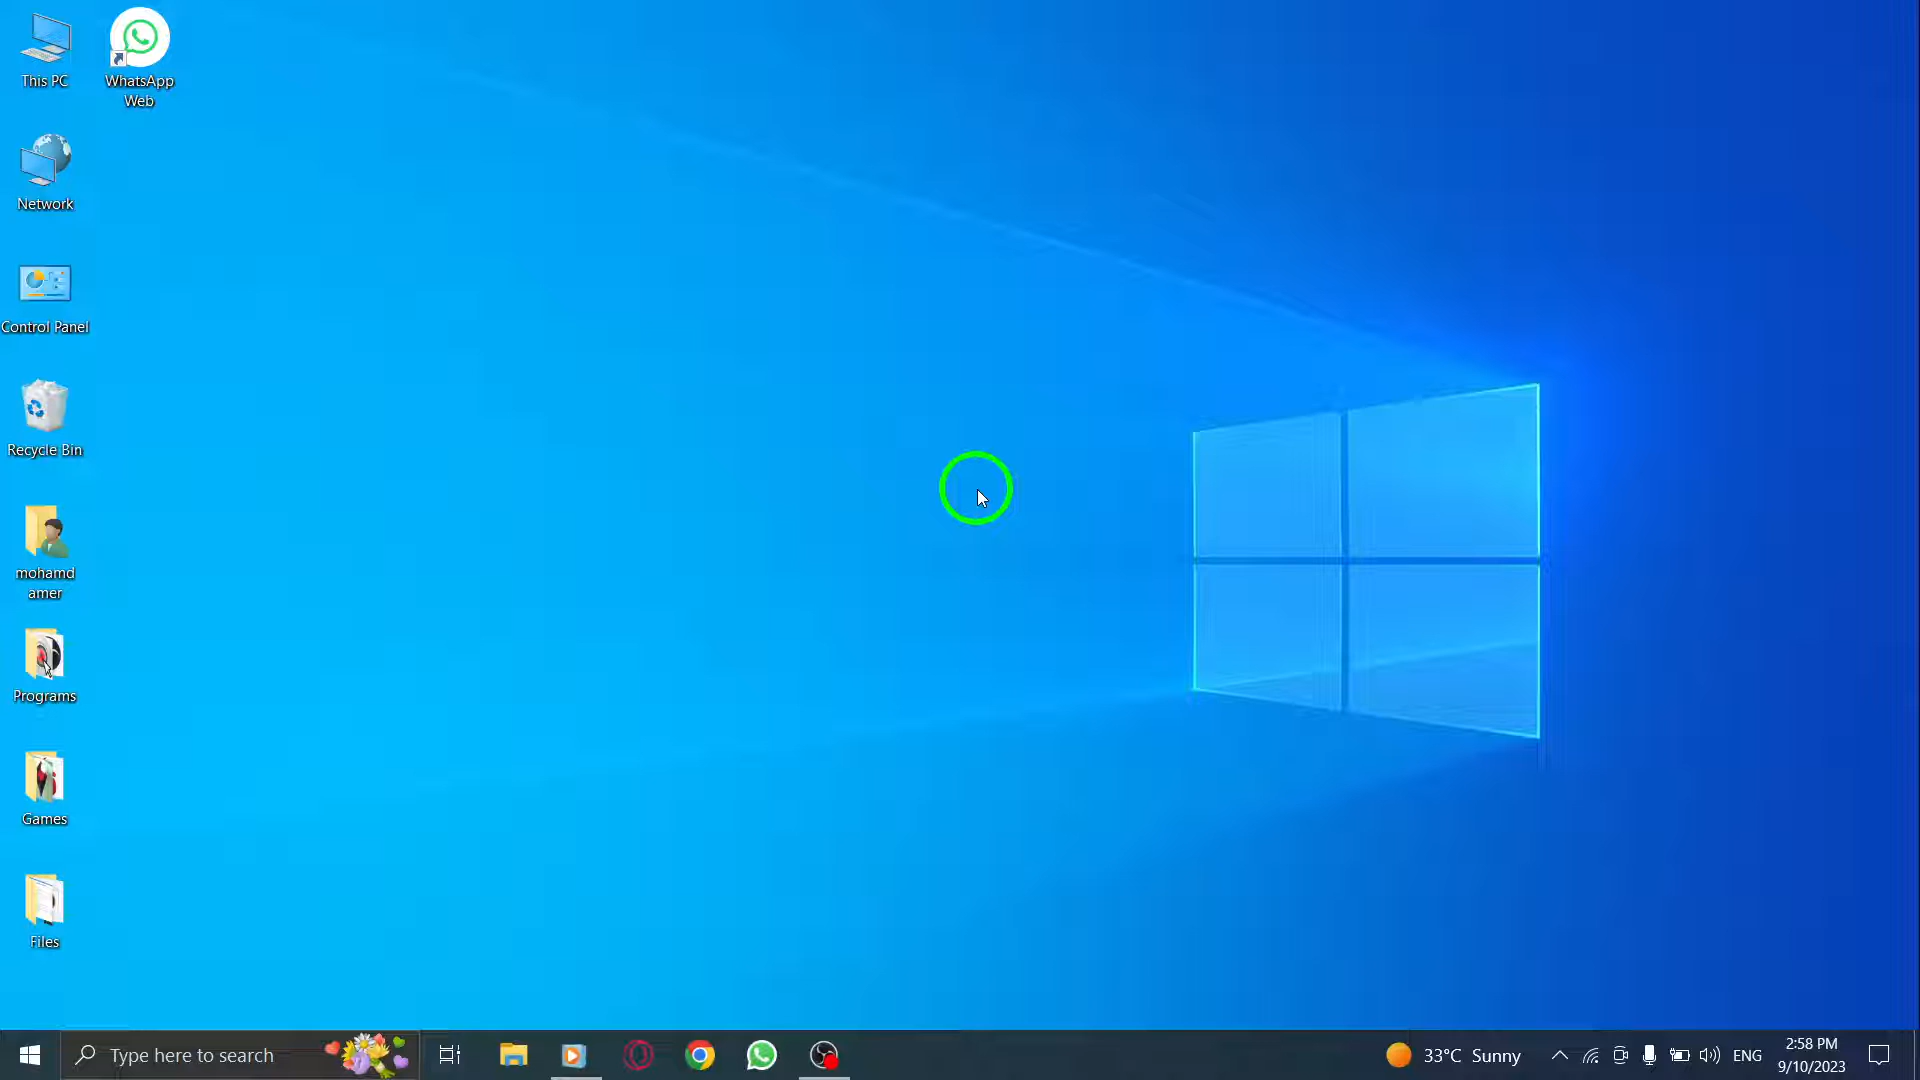 This PC
WhatsApp
Web
Network
Control Panel
Recycle Bin
mohamd
amer
Programs
Games
Files
Type here to search
33°C Sunny
ENG
2:58 PM
9/10/2023